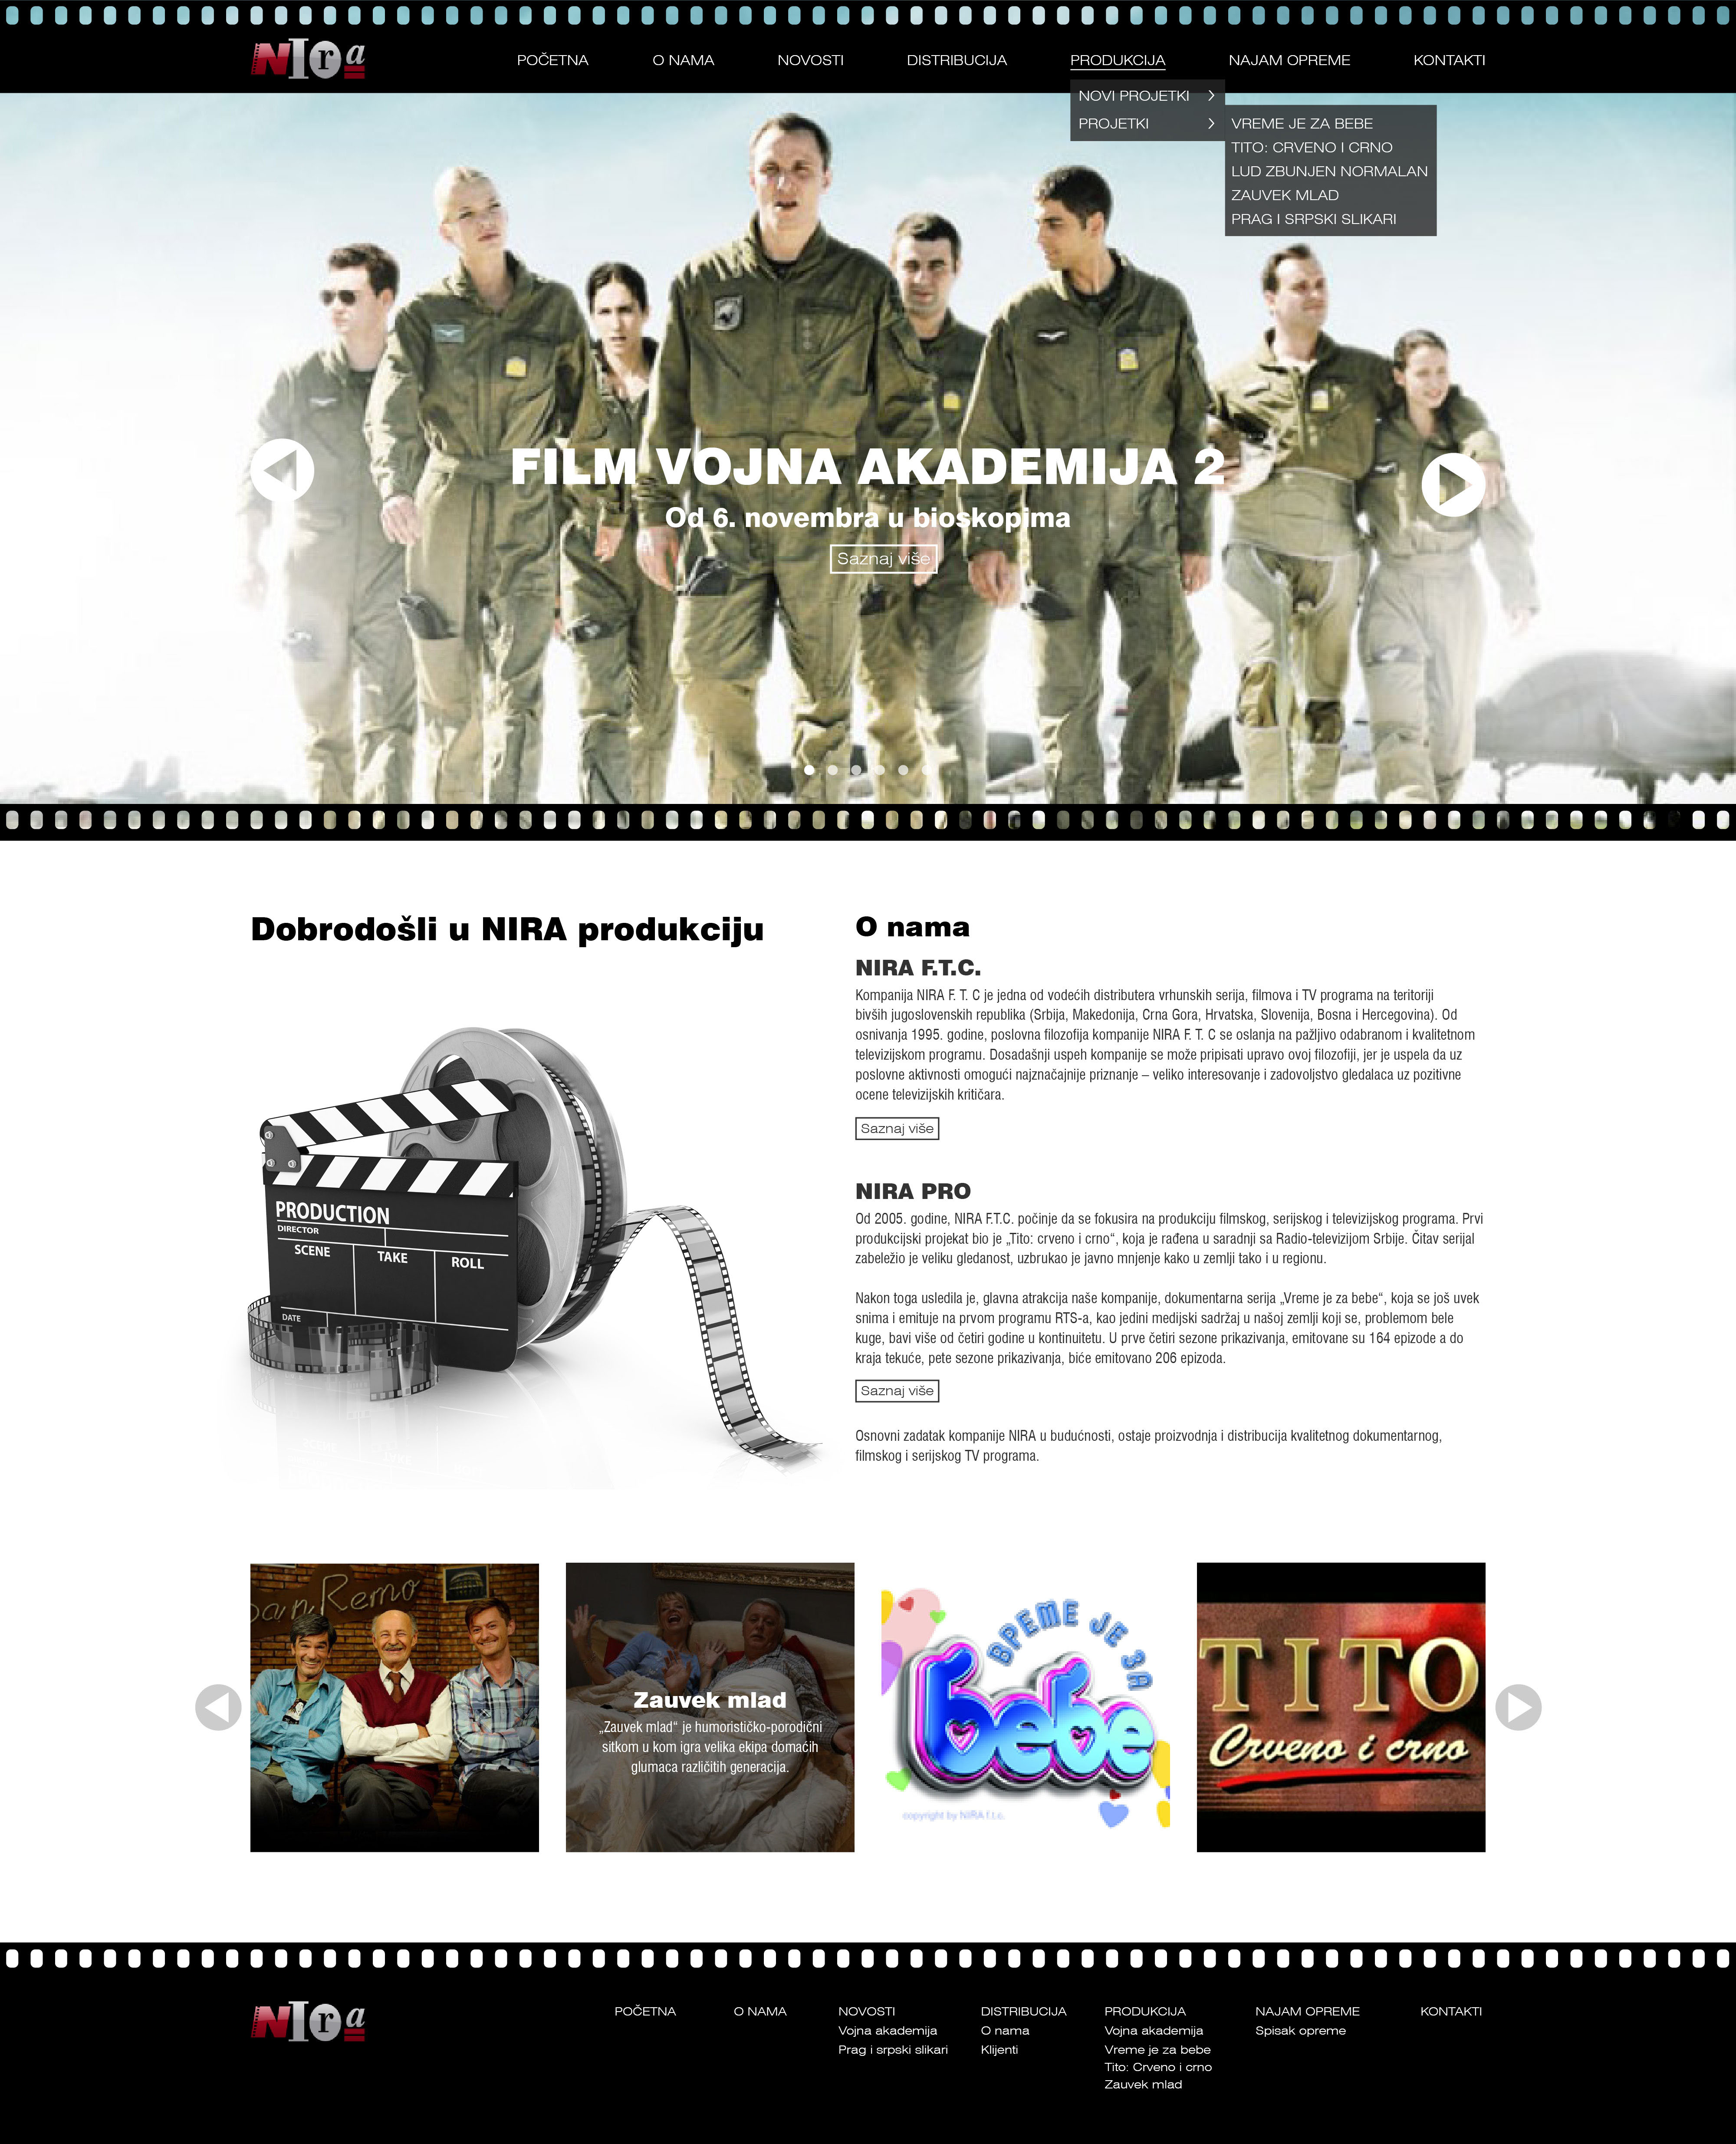 NIra
POČETNA
O NAMA
NOVOSTI
DISTRIBUCIJA
PRODUKCIJA
NAJAM OPREME
KONTAKTI
NOVI PROJETKI
PROJETKI
VREME JE ZA BEBE
TITO: CRVENO I CRNO
LUD ZBUNJEN NORMALAN
ZAUVEK MLAD
PRAG I SRPSKI SLIKARI
FILM VOJNA AKADEMIJA 2
Od 6. novembra u bioskopima
Saznaj više
Dobrodošli u NIRA produkciju
PRODUCTION
DIRECTOR
SCENE
TAKE
ROLL
DATE
O nama
NIRA F.T.C.
Kompanija NIRA F. T. C je jedna od vodećih distributera vrhunskih serija, filmova i TV programa na teritoriji
bivših jugoslovenskih republika (Srbija, Makedonija, Crna Gora, Hrvatska, Slovenija, Bosna i Hercegovina). Od
osnivanja 1995. godine, poslovna filozofija kompanije NIRA F. T. C se oslanja na pažljivo odabranom i kvalitetnom
televizijskom programu. Dosadašnji uspeh kompanije se može pripisati upravo ovoj filozofiji, jer je uspela da uz
poslovne aktivnosti omogući najznačajnije priznanje – veliko interesovanje i zadovoljstvo gledalaca uz pozitivne
ocene televizijskih kritičara.
Saznaj više
NIRA PRO
Od 2005. godine, NIRA F.T.C. počinje da se fokusira na produkciju filmskog, serijskog i televizijskog programa. Prvi
produkcijski projekat bio je „Tito: crveno i crno“, koja je rađena u saradnji sa Radio-televizijom Srbije. Čitav serijal
zabeležio je veliku gledanost, uzbrukao je javno mnjenje kako u zemlji tako i u regionu.
Nakon toga usledila je, glavna atrakcija naše kompanije, dokumentarna serija „Vreme je za bebe“, koja se još uvek
snima i emituje na prvom programu RTS-a, kao jedini medijski sadržaj u našoj zemlji koji se, problemom bele
kuge, bavi više od četiri godine u kontinuitetu. U prve četiri sezone prikazivanja, emitovane su 164 epizode a do
kraja tekuće, pete sezone prikazivanja, biće emitovano 206 epizoda.
Saznaj više
Osnovni zadatak kompanije NIRA u budućnosti, ostaje proizvodnja i distribucija kvalitetnog dokumentarnog,
filmskog i serijskog TV programa.
an Remo
Zauvek mlad
„Zauvek mlad“ je humorističko-porodični
sitkom u kom igra velika ekipa domaćih
glumaca različitih generacija.
ВРЕМЕ ЈЕ ЗА
bebe
copyright by NIRA f.t.c.
TITO
Crveno i crno
NIra
POČETNA
O NAMA
NOVOSTI
Vojna akademija
Prag i srpski slikari
DISTRIBUCIJA
O nama
Klijenti
PRODUKCIJA
Vojna akademija
Vreme je za bebe
Tito: Crveno i crno
Zauvek mlad
NAJAM OPREME
Spisak opreme
KONTAKTI